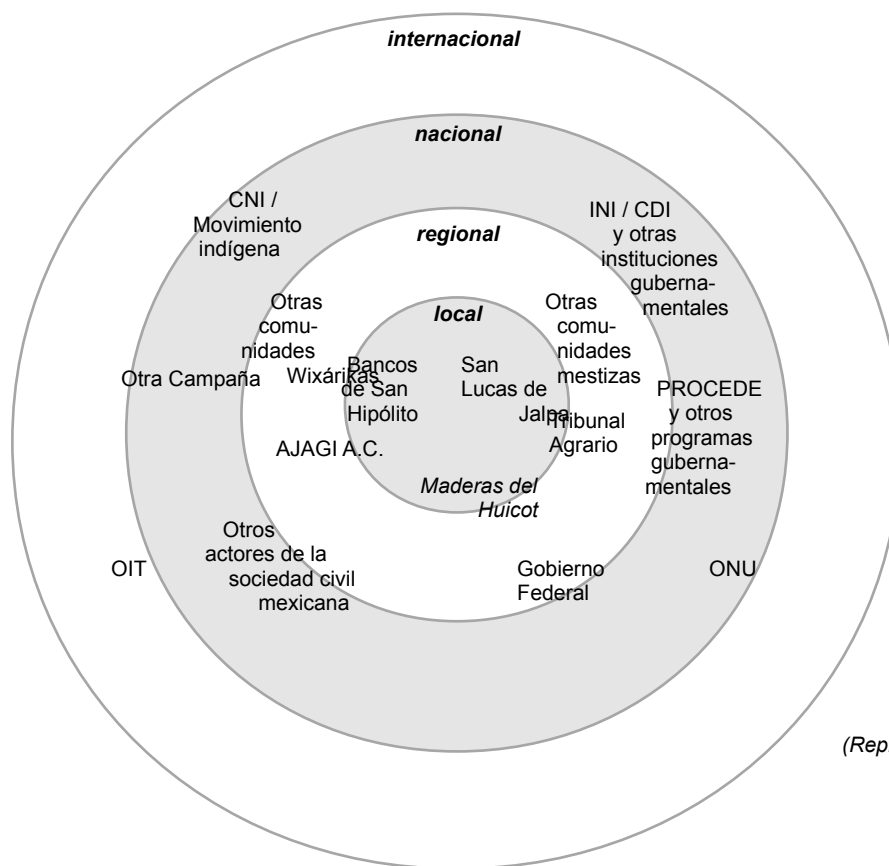 internacional
nacional
CNI /
Movimiento
indígena
INI / CDI
y otras
instituciones
guberna-
mentales
regional
Otras
comu-
nidades
Wixárikas
local
Otras
comu-
nidades
mestizas
Otra Campaña
Bancos
de San
Hipólito
San
Lucas de
Jalpa
PROCEDE
y otros
programas
guberna-
mentales
Tribunal
Agrario
AJAGI A.C.
Maderas del
Huicot
Otros
actores de la
sociedad civil
mexicana
OIT
Gobierno
Federal
ONU
(Rep